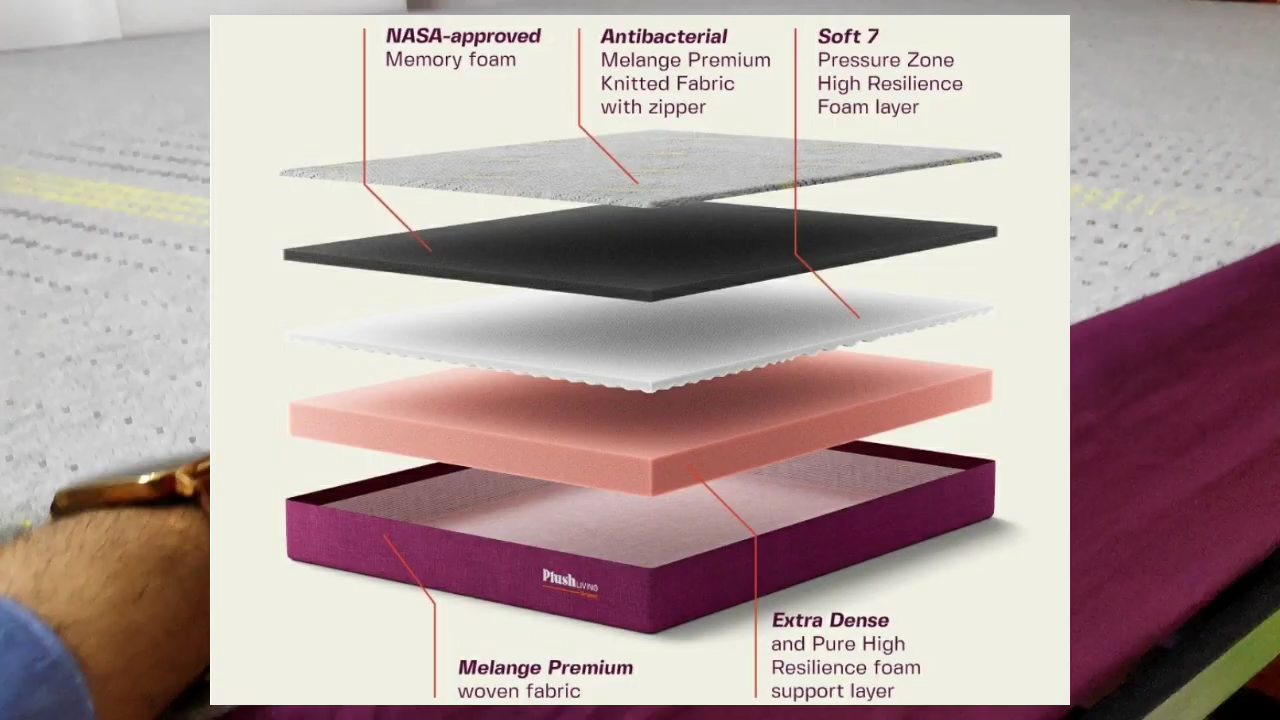 NASA-approved
Memory foam
Antibacterial
Melange Premium
Knitted Fabric
with zipper
Soft 7
Pressure Zone
High Resilience
Foam layer
Plush LIVING
Extra Dense
and Pure High
Resilience foam
support layer
Melange Premium
woven fabric